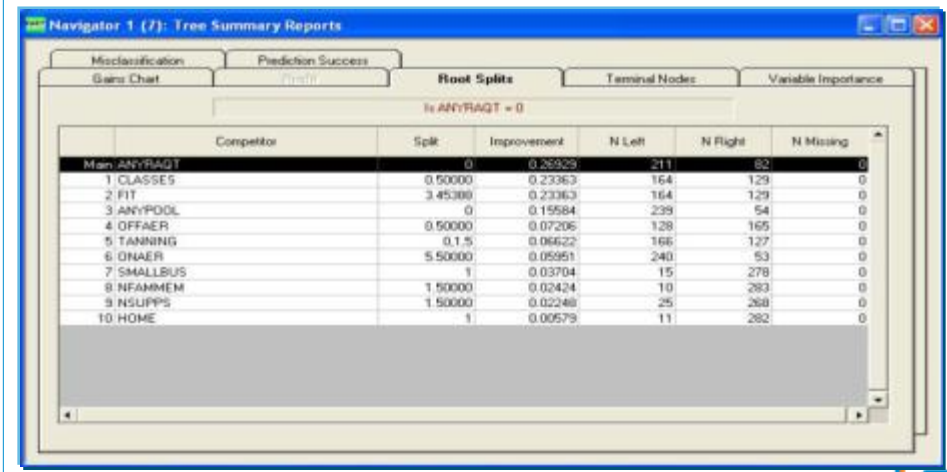 Navigator 1 (7): Tree Summary Reports
Misclassification Prediction Success
Gains Chart Profit Root Splits Terminal Nodes Variable Importance
Is ANYRAQT = 0
Competitor Split Improvement N Left N Right N Missing
Main ANYRAQT 0 0.26929 211 82 0
1 CLASSES 0.50000 0.23363 164 129 0
2 FIT 3.45380 0.23363 164 129 0
3 ANYPOOL 0 0.15584 239 54 0
4 OFFAER 0.50000 0.07206 128 165 0
5 TANNING 0,1,5 0.06622 166 127 0
6 ONAER 5.50000 0.05951 240 53 0
7 SMALLBUS 1 0.03704 15 278 0
8 NFAMMEM 1.50000 0.02424 10 283 0
9 NSUPPS 1.50000 0.02248 25 268 0
10 HOME 1 0.00579 11 282 0